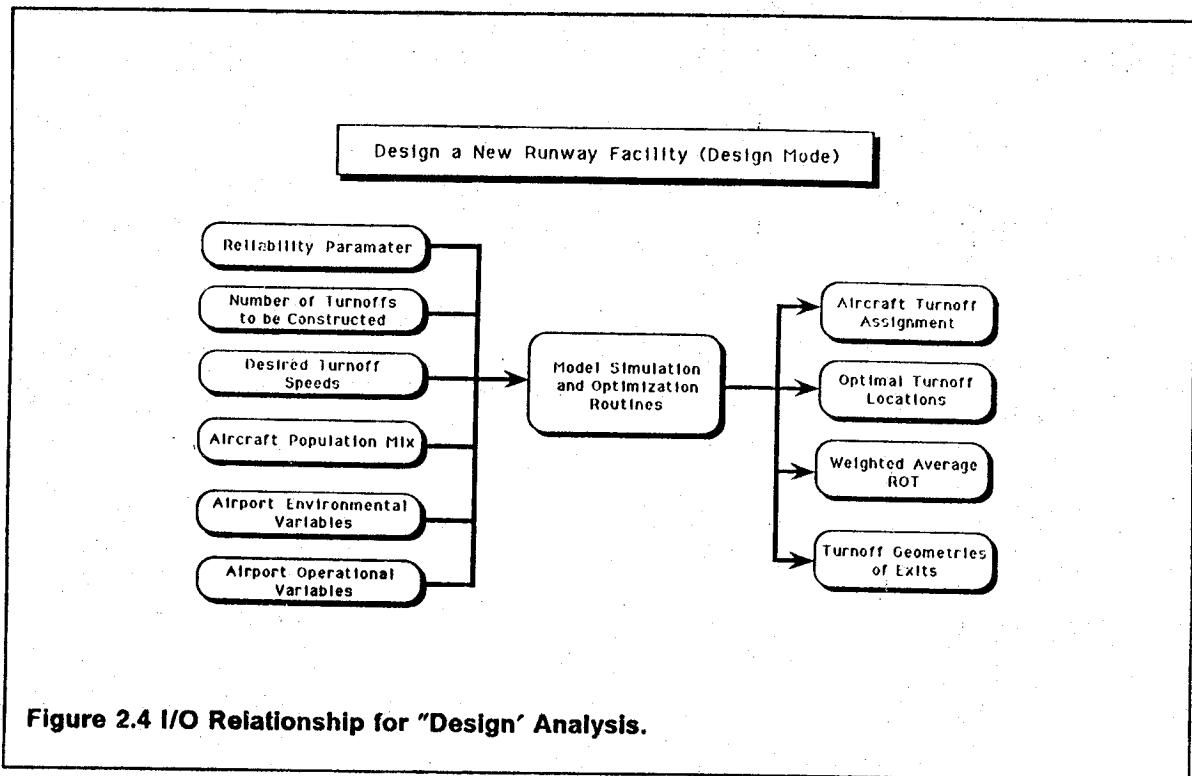 Design a New Runway Facility (Design Mode)
Reliability Paramater
Number of Turnoffs
to be Constructed
Desired Turnoff
Speeds
Aircraft Population Mix
Airport Environmental
Variables
Airport Operational
Variables
Model Simulation
and Optimization
Routines
Aircraft Turnoff
Assignment
Optimal Turnoff
Locations
Weighted Average
ROT
Turnoff Geometries
of Exits
Figure 2.4 I/O Relationship for "Design' Analysis.